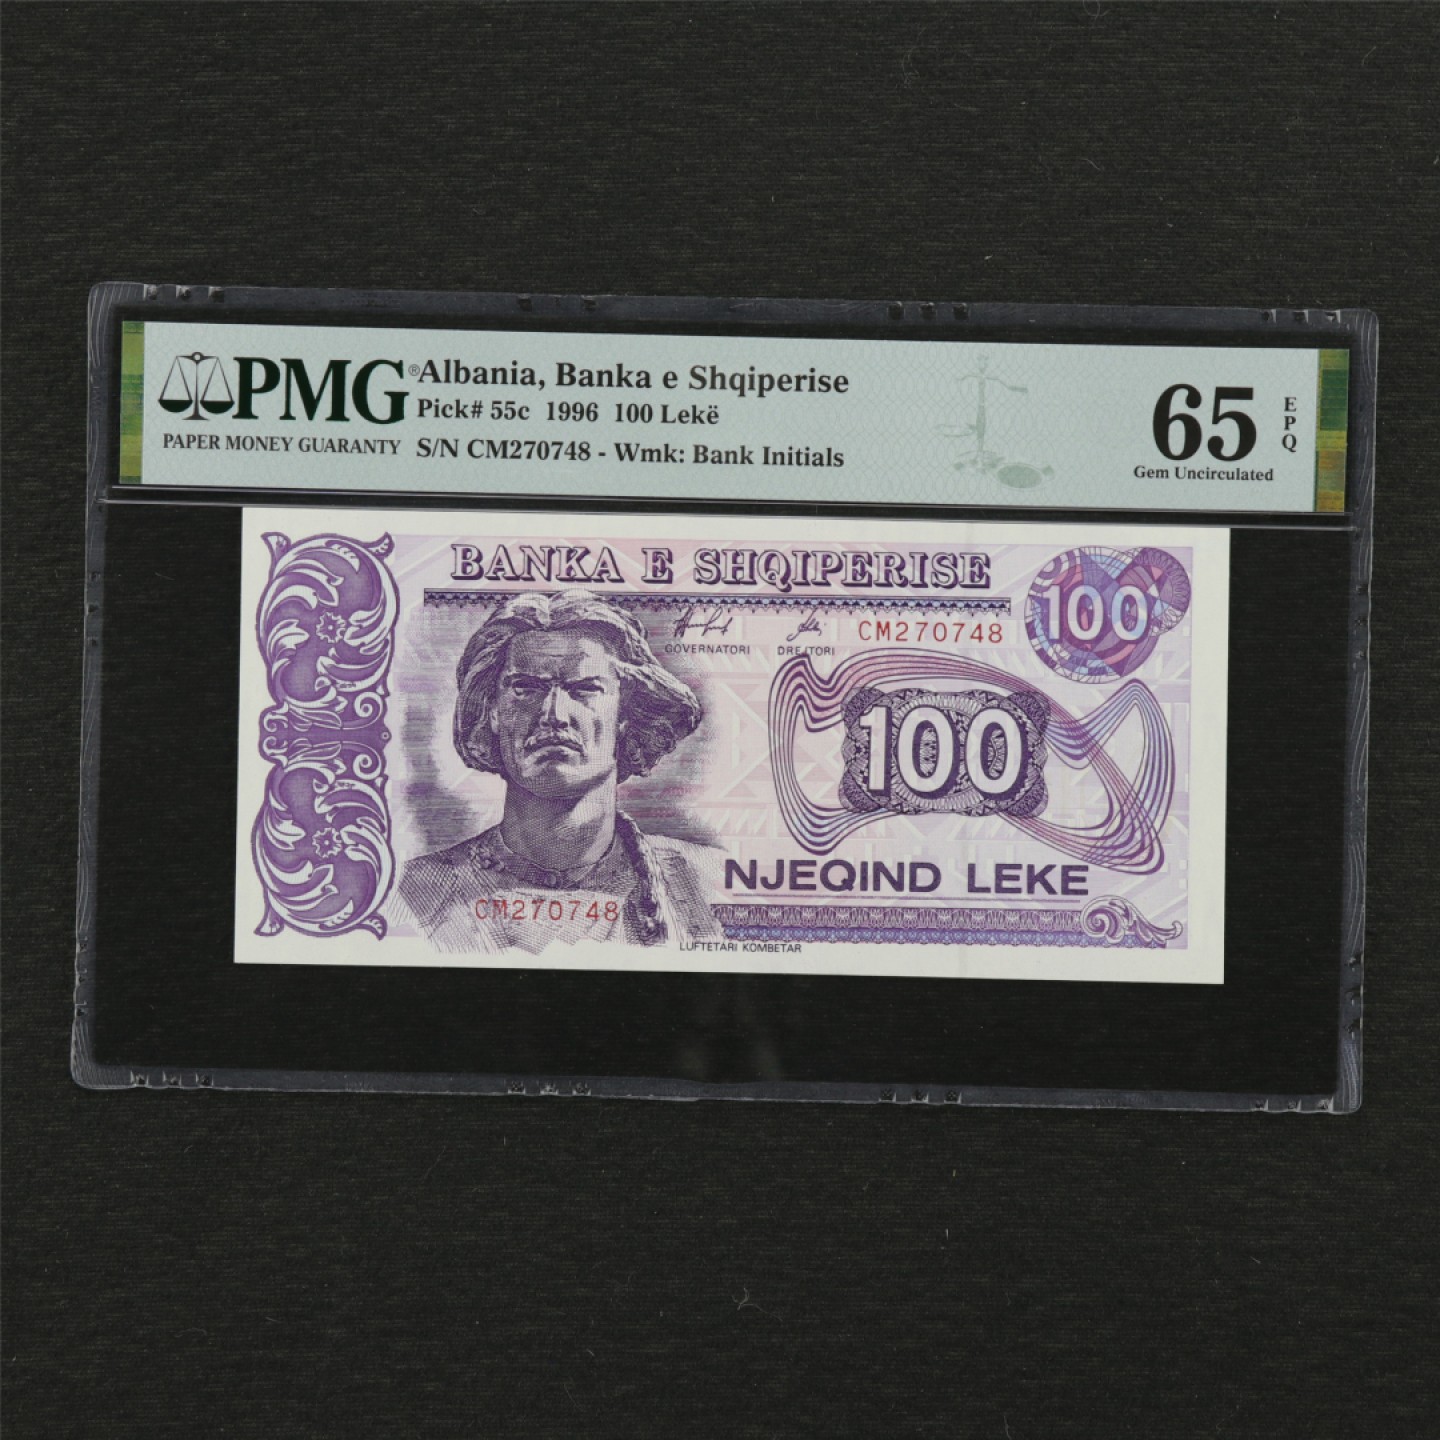 PMG®
PAPER MONEY GUARANTY
Albania, Banka e Shqiperise
Pick# 55c 1996 100 Lekë
S/N CM270748 - Wmk: Bank Initials
65
EPQ
Gem Uncirculated
BANKA E SHQIPERISE
GOVERNATORI DREJTORI
CM270748
100
100
NJEQIND LEKE
CM270748
LUFTETARI KOMBETAR